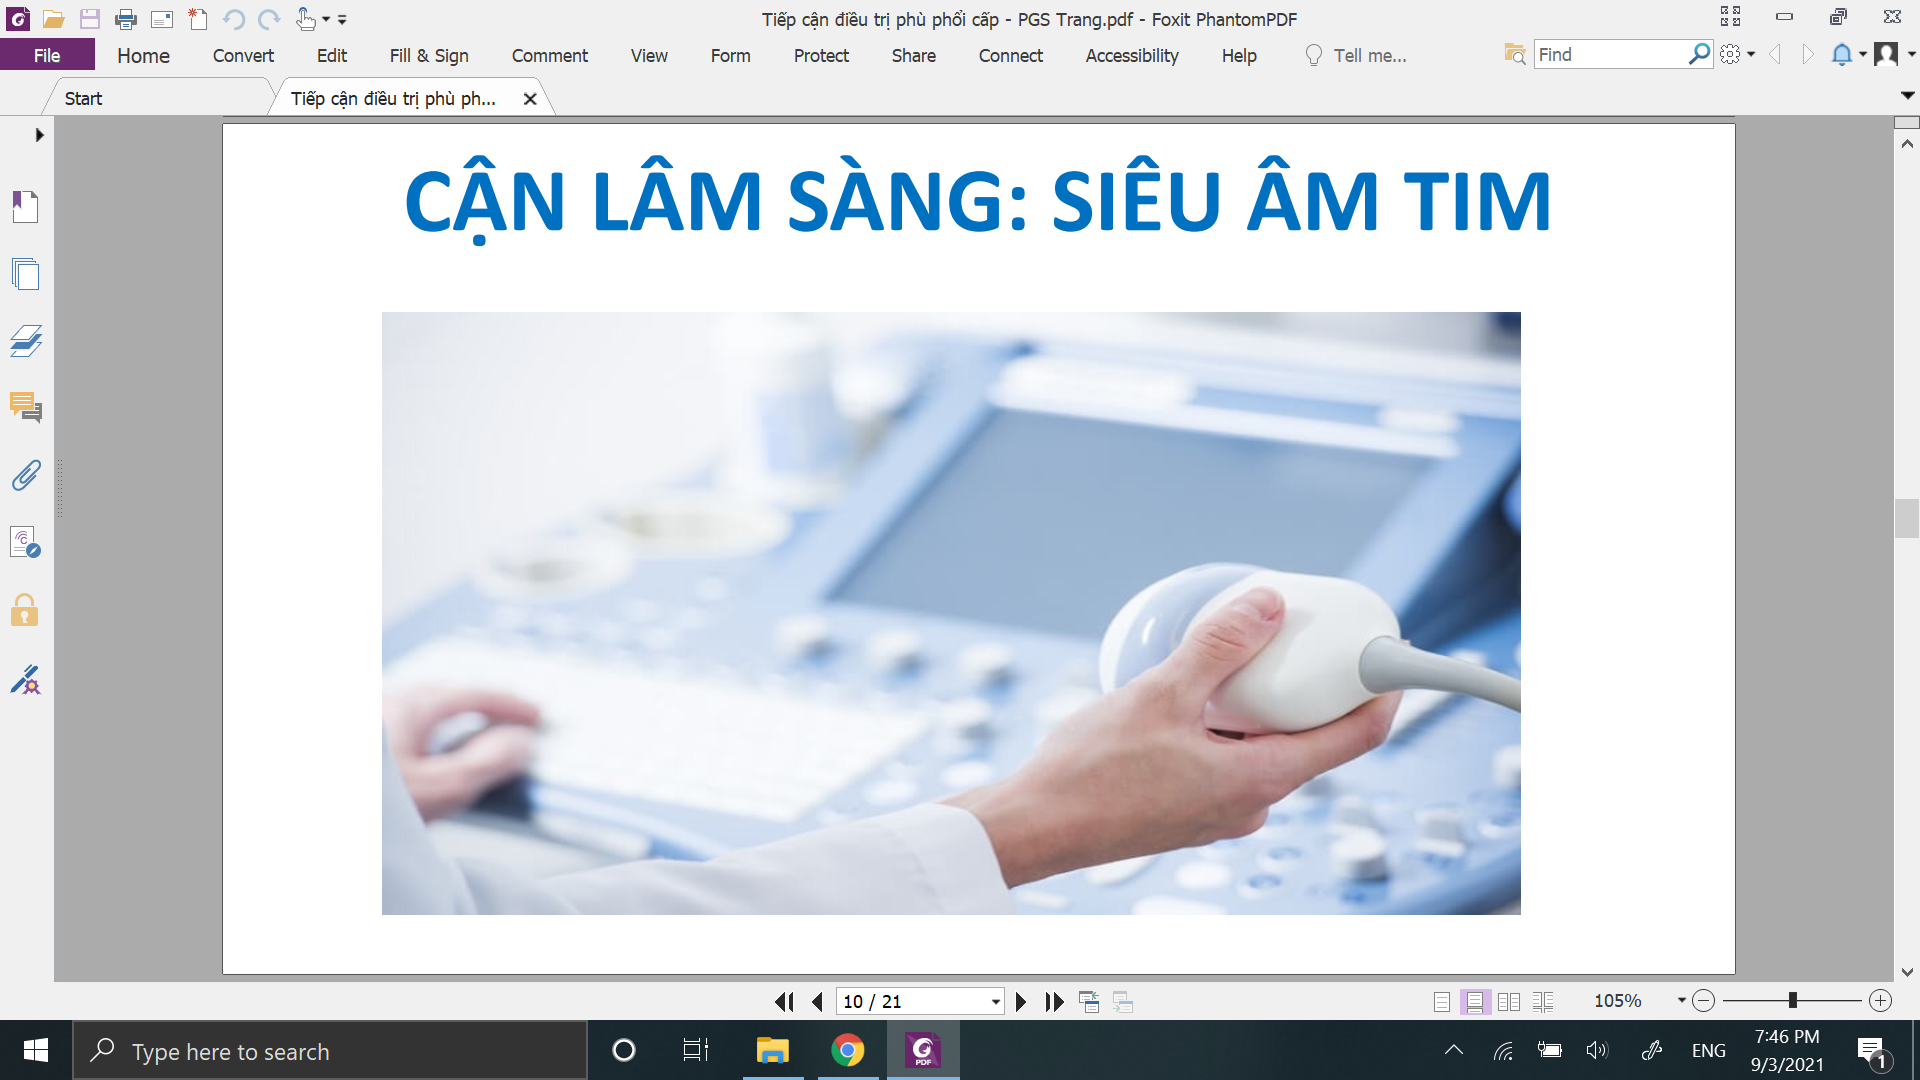 Tiếp cận điều trị phù phổi cấp - PGS Trang.pdf - Foxit PhantomPDF
File Home Convert Edit Fill & Sign Comment View Form Protect Share Connect Accessibility Help Tell me... Find
Start Tiếp cận điều trị phù ph...
CẬN LÂM SÀNG: SIÊU ÂM TIM
10 / 21 105%
Type here to search PDF ENG 7:46 PM
9/3/2021 1